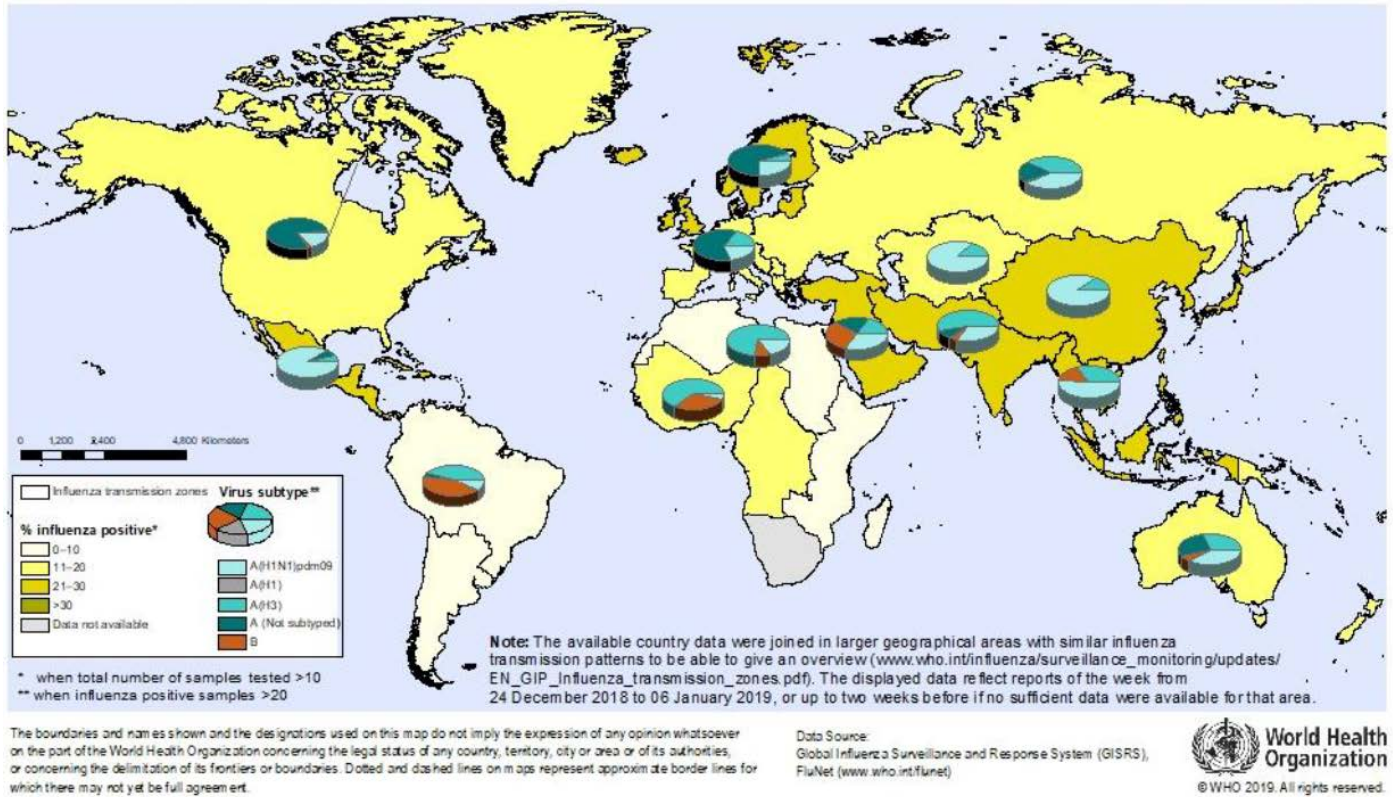 0 1,200 2,400 4,800 Kilometers
Influenza transmission zones
% influenza positive*
0–10
11–20
21–30
>30
Data not available
Virus subtype**
A(H1N1)pdm09
A(H1)
A(H3)
A (Not subtyped)
B
* when total number of samples tested >10
** when influenza positive samples >20
Note: The available country data were joined in larger geographical areas with similar influenza
transmission patterns to be able to give an overview (www.who.int/influenza/surveillance_monitoring/updates/
EN_GIP_Influenza_transmission_zones.pdf). The displayed data reflect reports of the week from
24 December 2018 to 06 January 2019, or up to two weeks before if no sufficient data were available for that area.
The boundaries and names shown and the designations used on this map do not imply the expression of any opinion whatsoever
on the part of the World Health Organization concerning the legal status of any country, territory, city or area or of its authorities,
or concerning the delimitation of its frontiers or boundaries. Dotted and dashed lines on maps represent approximate border lines for
which there may not yet be full agreement.
Data Source:
Global Influenza Surveillance and Response System (GISRS),
FluNet (www.who.int/flunet)
World Health
Organization
© WHO 2019. All rights reserved.